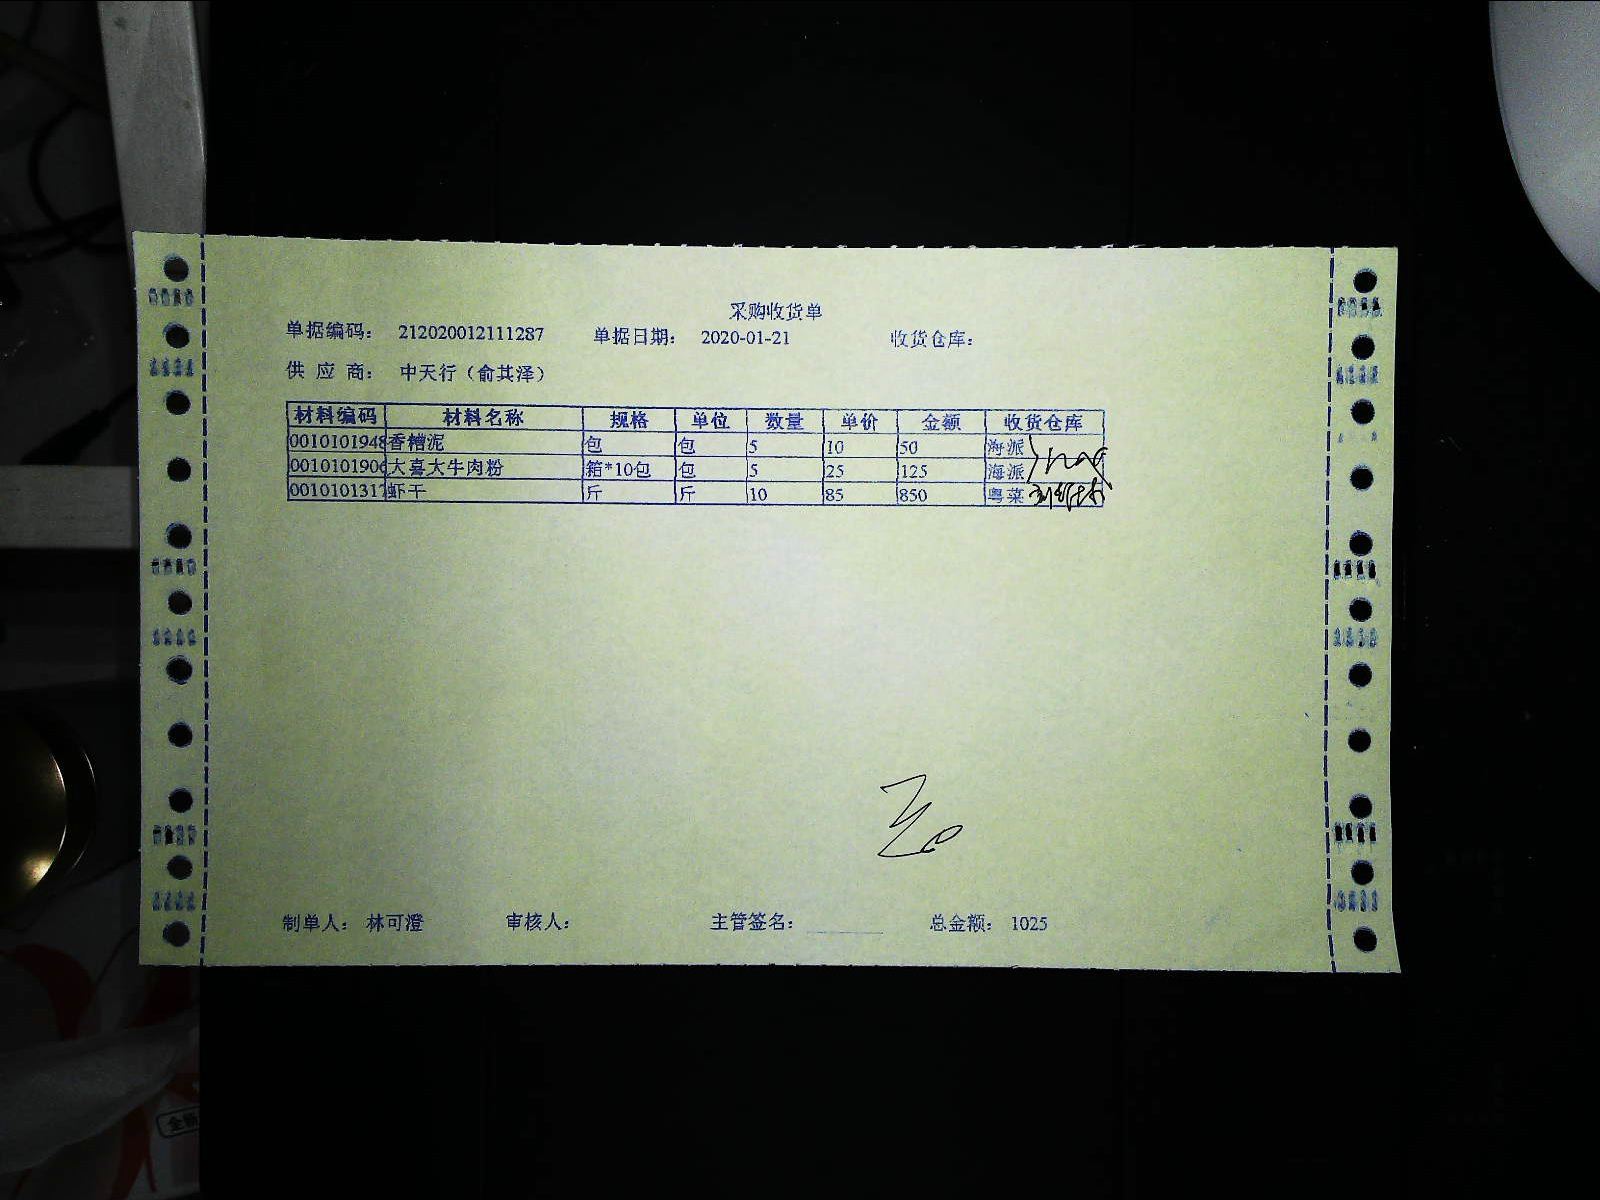 采购收货单
单据编码： 212020012111287 单据日期： 2020-01-21 收货仓库：
供 应 商： 中天行（俞其泽）
材料编码 材料名称 规格 单位 数量 单价 金额 收货仓库
0010101948 香糟泥 包 包 5 10 50 海派
0010101906 大喜大牛肉粉 箱*10包 包 5 25 125 海派
0010101317 虾干 斤 斤 10 85 850 粤菜
制单人： 林可澄 审核人： 主管签名： 总金额： 1025